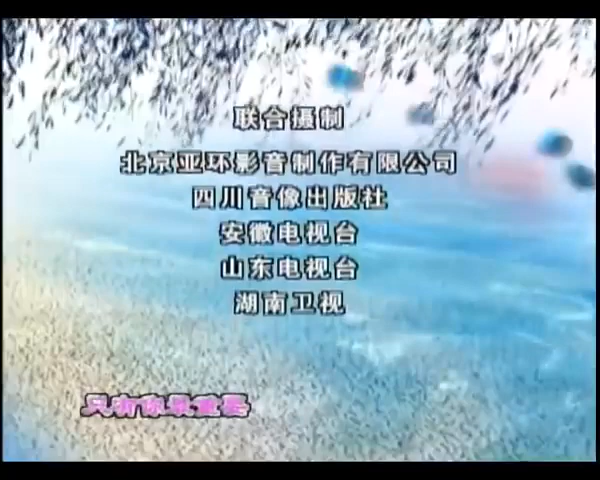 联合摄制
北京亚环影音制作有限公司
四川音像出版社
安徽电视台
山东电视台
湖南卫视
只有你最重要